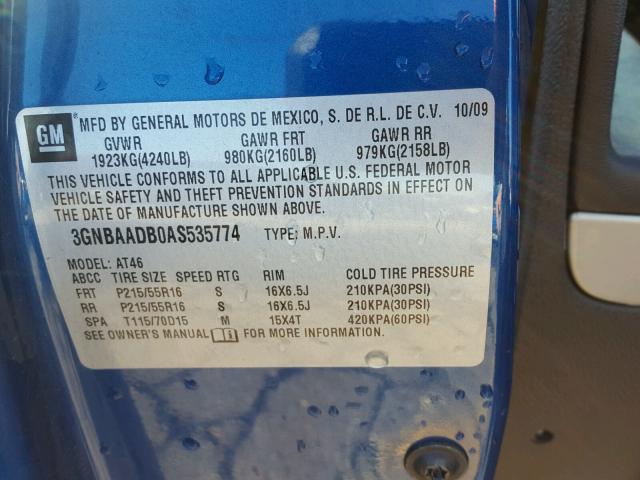 GM MFD BY GENERAL MOTORS DE MEXICO, S. DE R.L. DE C.V. 10/09
GVWR GAWR FRT GAWR RR
1923KG(4240LB) 980KG(2160LB) 979KG(2158LB)
THIS VEHICLE CONFORMS TO ALL APPLICABLE U.S. FEDERAL MOTOR
VEHICLE SAFETY AND THEFT PREVENTION STANDARDS IN EFFECT ON
THE DATE OF MANUFACTURE SHOWN ABOVE.
3GNBAADB0AS535774 TYPE: M.P.V.
MODEL: AT46
ABCC TIRE SIZE SPEED RTG RIM COLD TIRE PRESSURE
FRT P215/55R16 S 16X6.5J 210KPA(30PSI)
RR P215/55R16 S 16X6.5J 210KPA(30PSI)
SPA T115/70D15 M 15X4T 420KPA(60PSI)
SEE OWNER'S MANUAL FOR MORE INFORMATION.